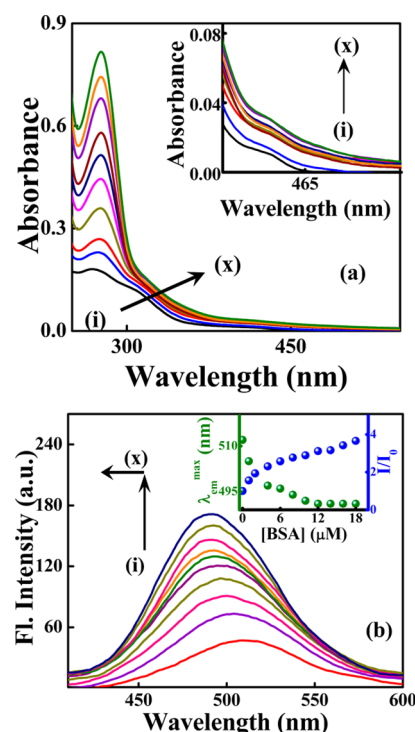 0.9
0.6
0.3
0.0
Absorbance
300
450
Wavelength (nm)
(i)
(x)
(a)
0.08
0.04
0.00
Absorbance
465
Wavelength (nm)
(x)
(i)
240
180
120
60
Fl. Intensity (a.u.)
450
500
550
600
Wavelength (nm)
(x)
(i)
(b)
510
495
λem max (nm)
0
6
12
18
[BSA] (μM)
4
2
0
I/I0